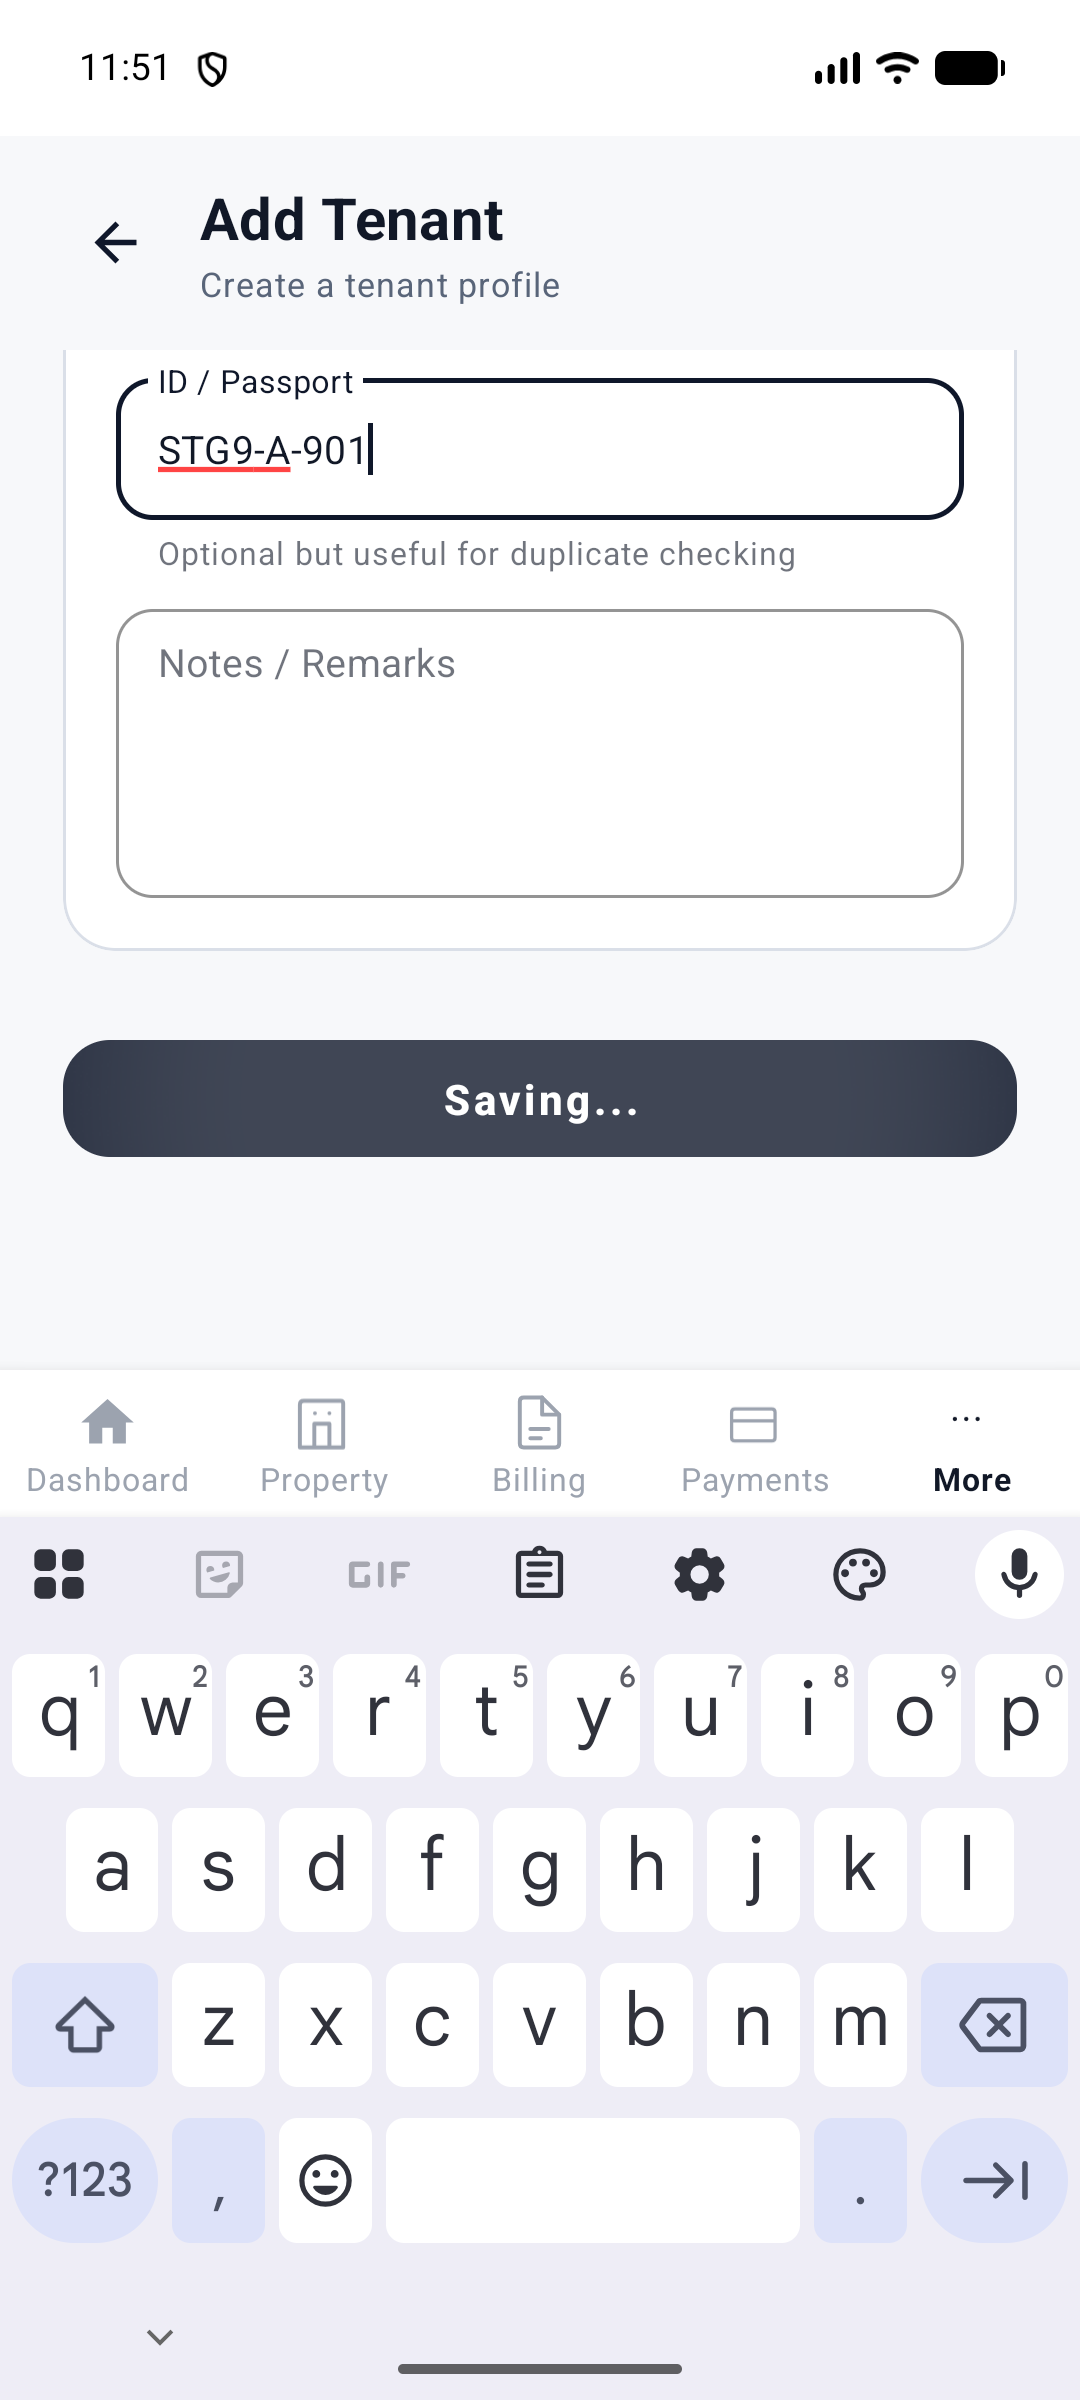 11:51
Add Tenant
Create a tenant profile
ID / Passport
STG9-A-901
Optional but useful for duplicate checking
Notes / Remarks
Saving...
Dashboard Property Billing Payments More
GIF
q1 w2 e3 r4 t5 y6 u7 i8 o9 p0
a s d f g h j k l
z x c v b n m
?123 , .